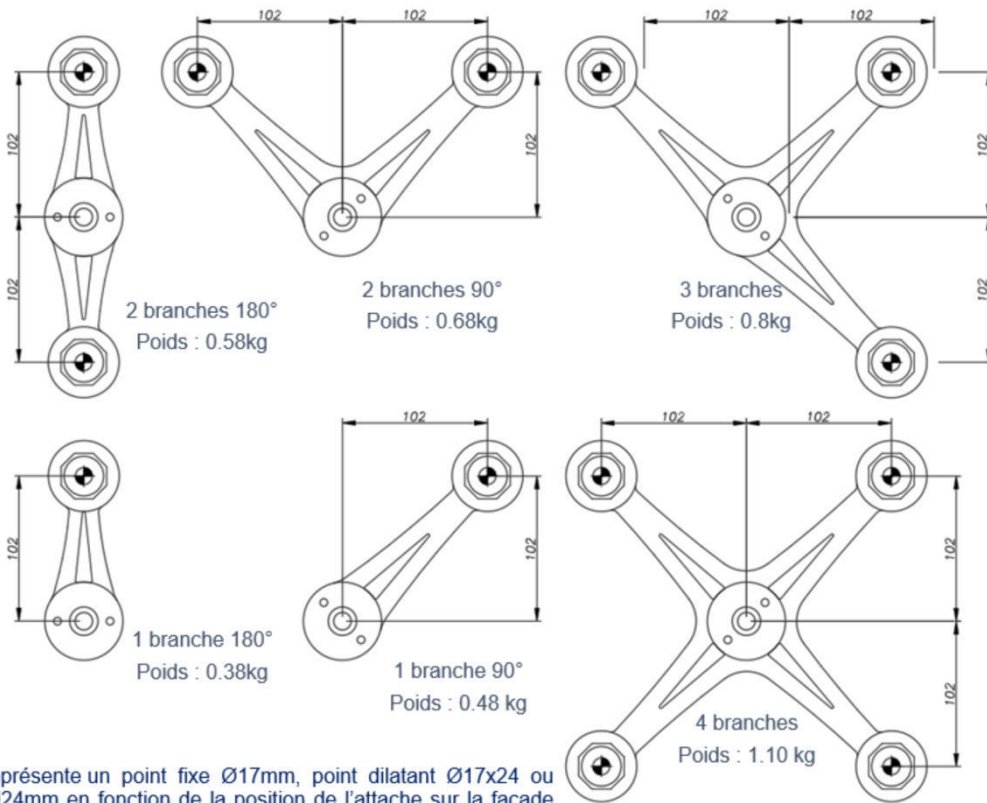 102
102
102
102
102
102
102
102
102
2 branches 180°
Poids : 0.58kg
2 branches 90°
Poids : 0.68kg
3 branches
Poids : 0.8kg
102
102
102
102
102
102
102
1 branche 180°
Poids : 0.38kg
1 branche 90°
Poids : 0.48 kg
4 branches
Poids : 1.10 kg
présente un point fixe Ø17mm, point dilatant Ø17x24 ou
24mm en fonction de la position de l'attache sur la façade